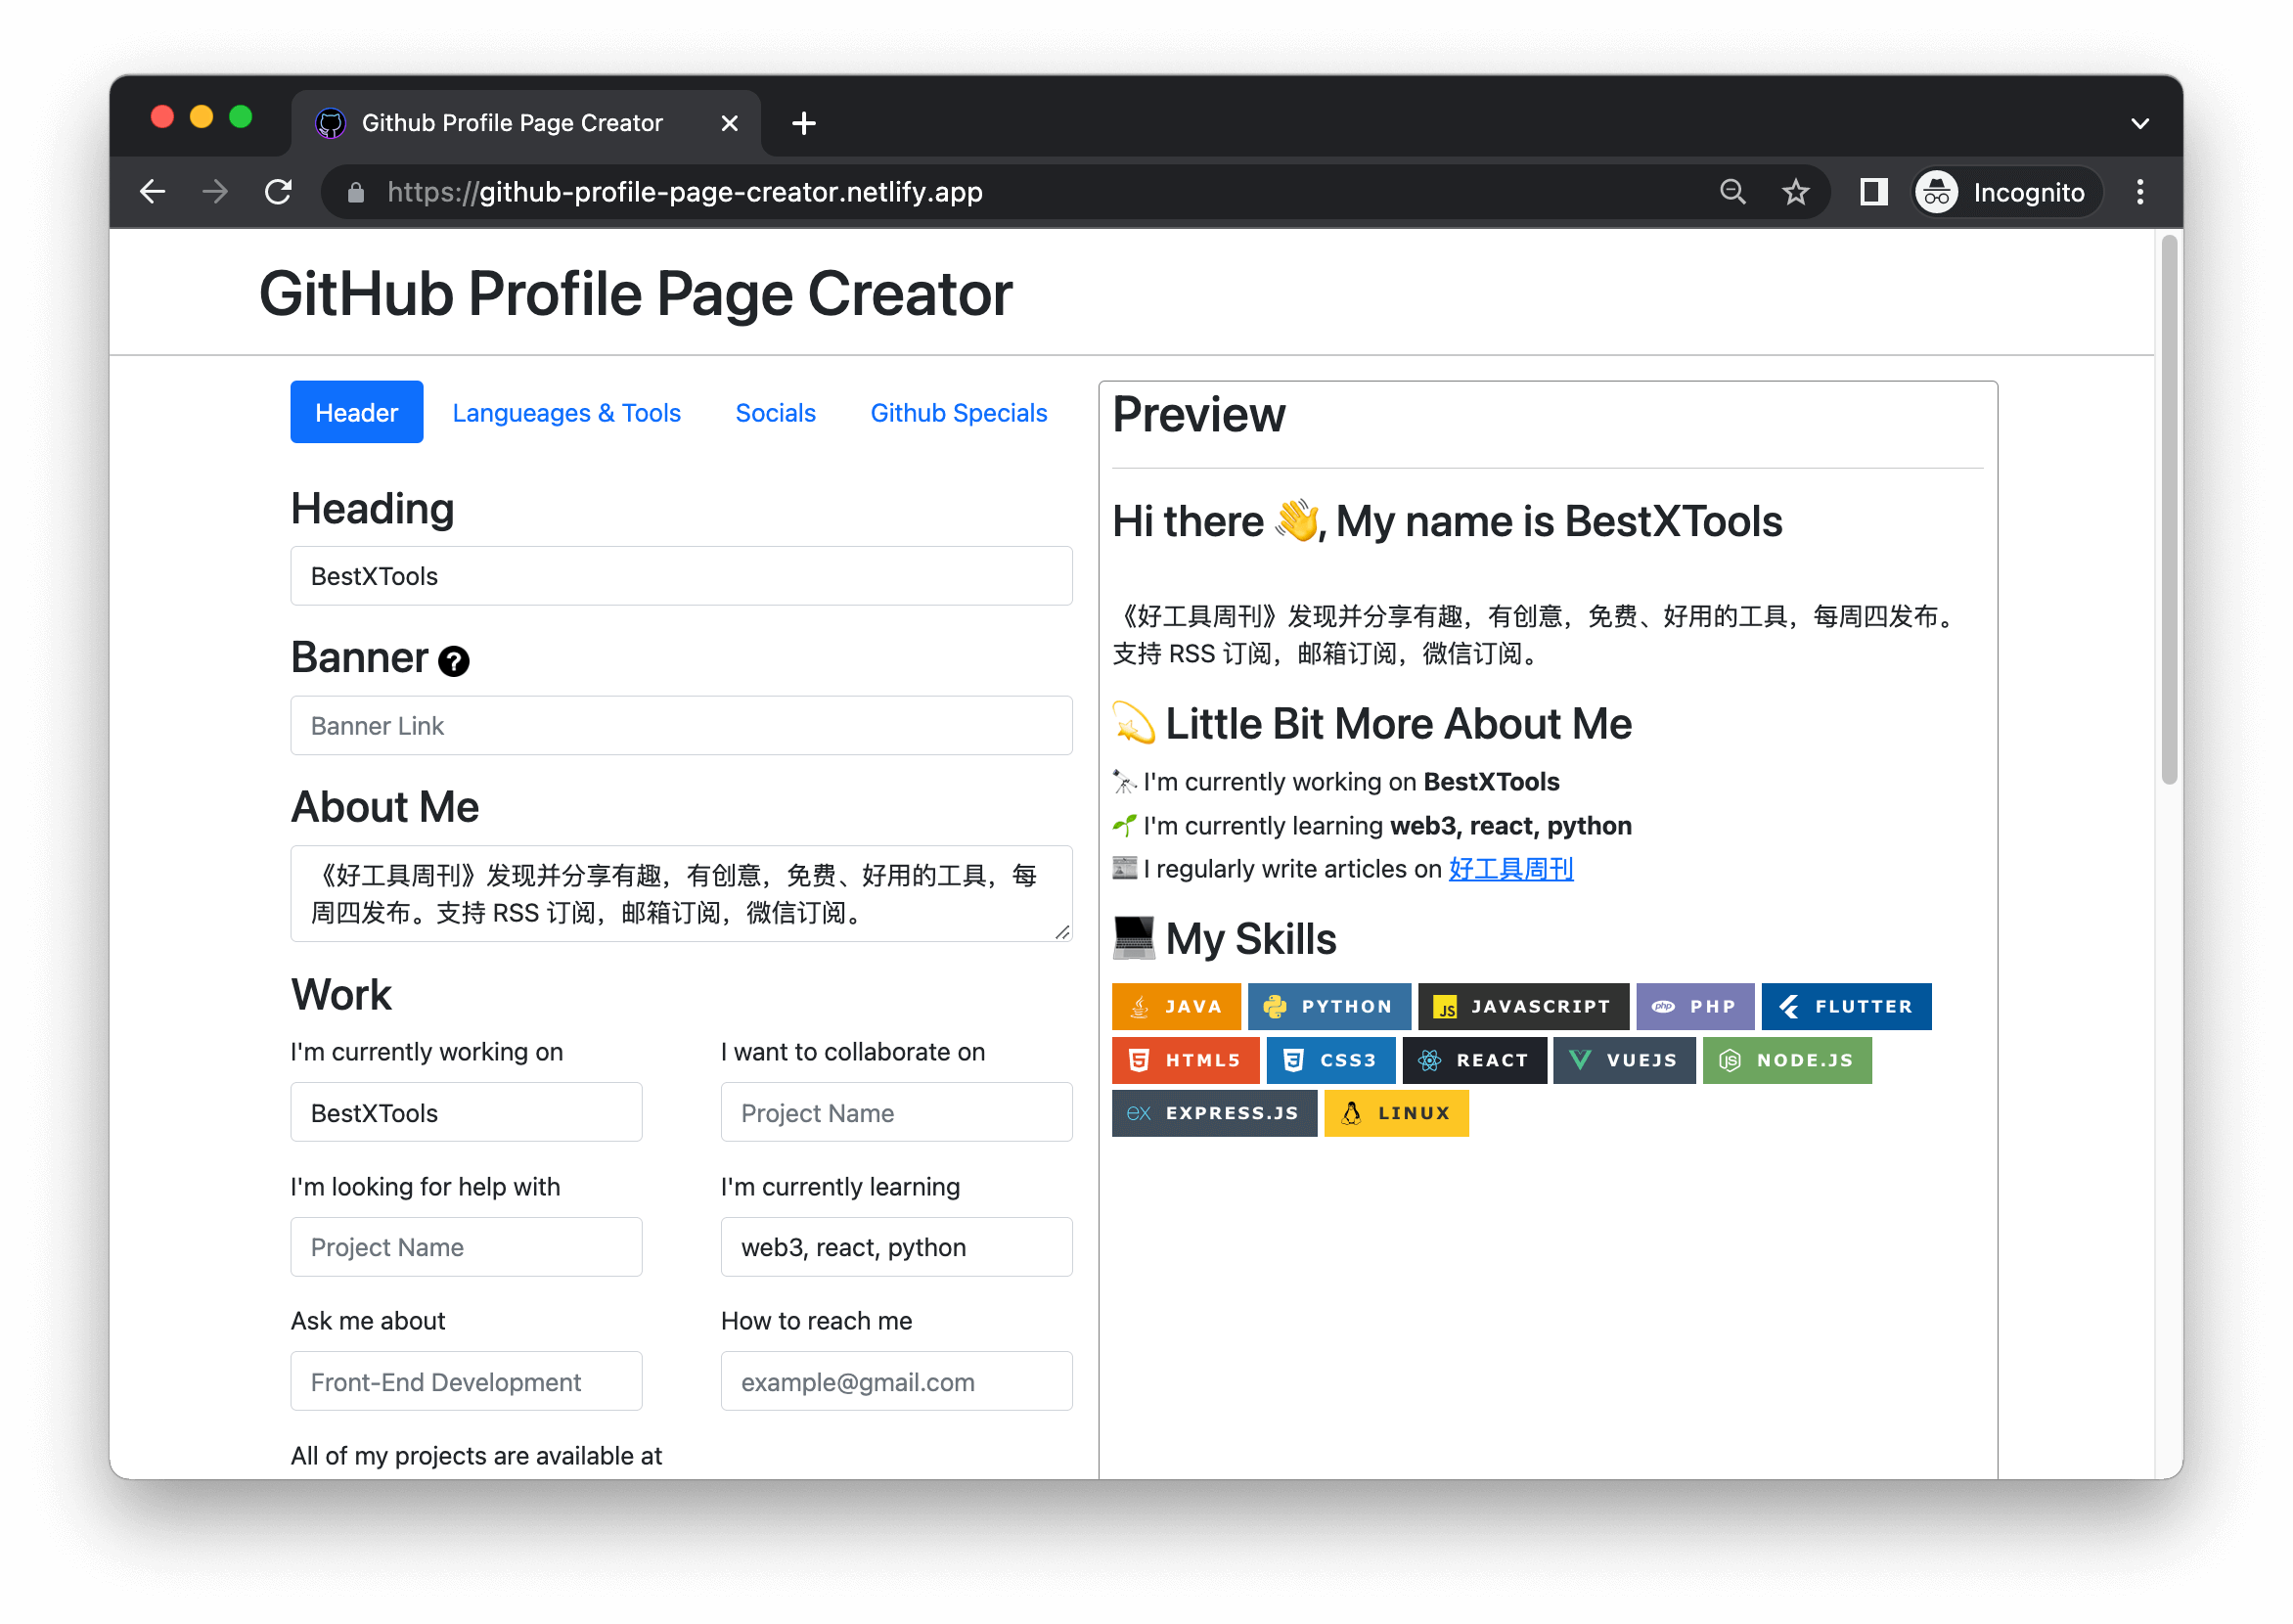 Github Profile Page Creator
https://github-profile-page-creator.netlify.app
Incognito
GitHub Profile Page Creator
Header
Langueages & Tools
Socials
Github Specials
Heading
BestXTools
Banner ?
Banner Link
About Me
《好工具周刊》发现并分享有趣，有创意，免费、好用的工具，每
周四发布。支持 RSS 订阅，邮箱订阅，微信订阅。
Work
I'm currently working on
I want to collaborate on
BestXTools
Project Name
I'm looking for help with
I'm currently learning
Project Name
web3, react, python
Ask me about
How to reach me
Front-End Development
example@gmail.com
All of my projects are available at
Preview
Hi there 👋, My name is BestXTools
《好工具周刊》发现并分享有趣，有创意，免费、好用的工具，每周四发布。
支持 RSS 订阅，邮箱订阅，微信订阅。
💫 Little Bit More About Me
🔭 I'm currently working on BestXTools
🌱 I'm currently learning web3, react, python
📰 I regularly write articles on 好工具周刊
💻 My Skills
JAVA PYTHON JS JAVASCRIPT php PHP FLUTTER
5 HTML5 3 CSS3 REACT VUEJS JS NODE.JS
ex EXPRESS.JS LINUX